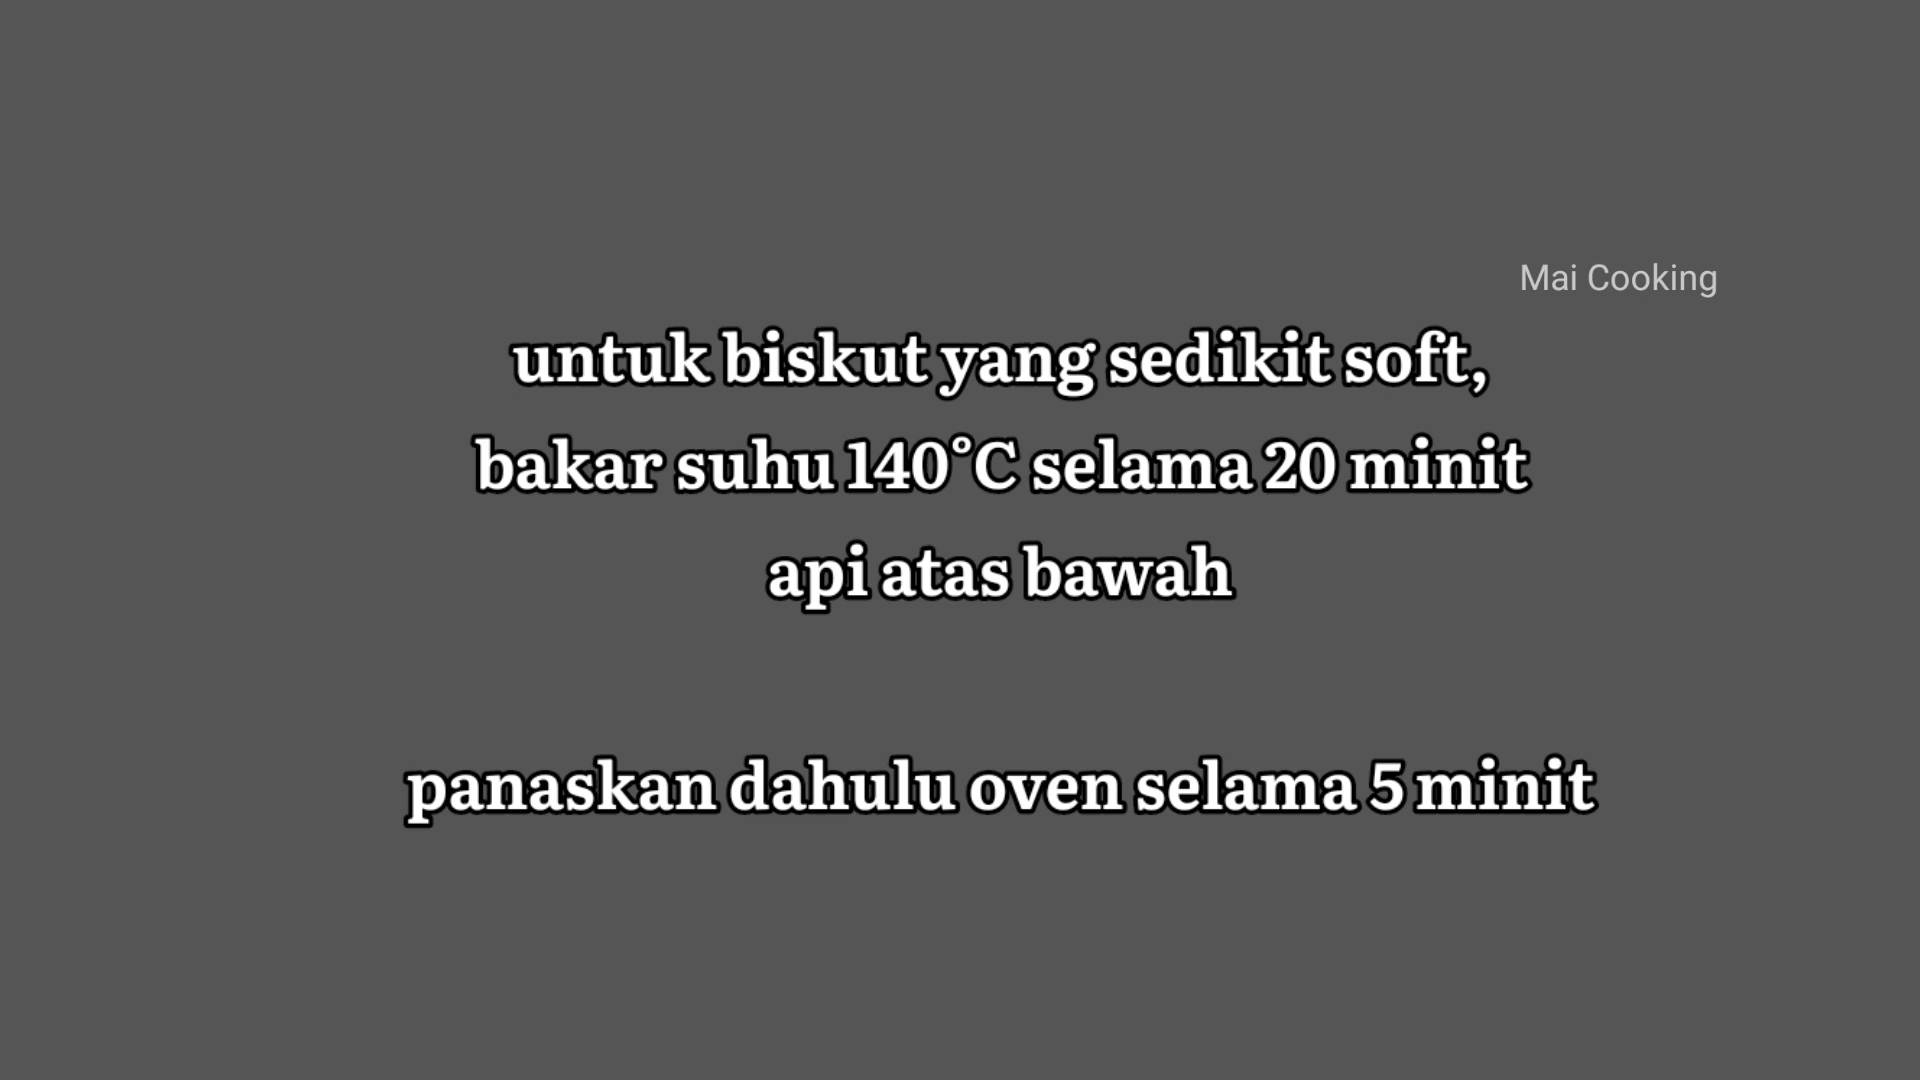 Mai Cooking
untuk biskut yang sedikit soft,
bakar suhu 140°C selama 20 minit
api atas bawah
panaskan dahulu oven selama 5 minit